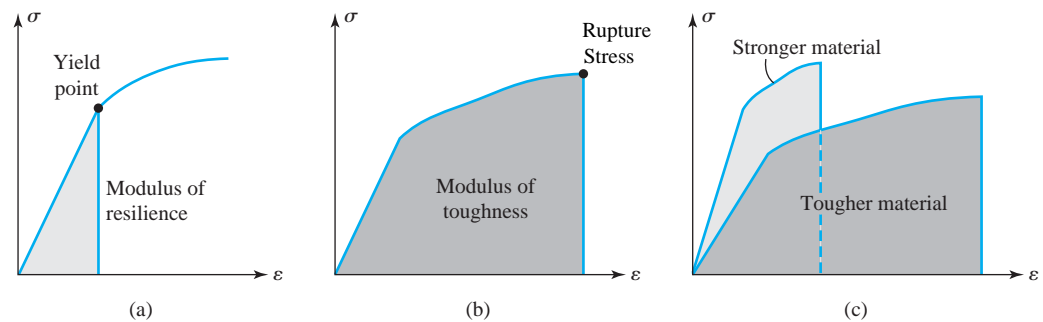 σ
Yield
point
Modulus of
resilience
ε
(a)
σ
Rupture
Stress
Modulus of
toughness
ε
(b)
σ
Stronger material
Tougher material
ε
(c)